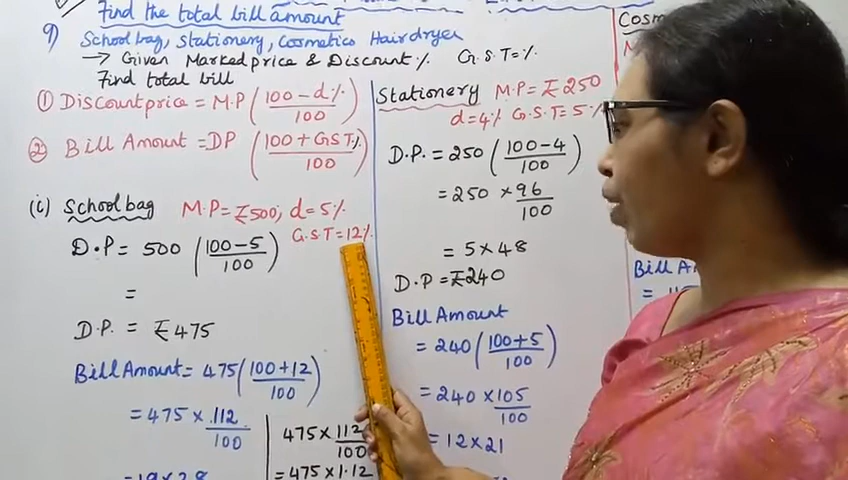 Find the total bill amount
9) School bag, Stationery, Cosmetics Hairdryer
→ Given Marked price & Discount % G.S.T = %
Find total bill
① Discount price = M.P (100 - d% / 100)
② Bill Amount = DP (100 + GST% / 100)
(i) School bag M.P = ₹500; d = 5%
G.S.T = 12%
D.P = 500 (100 - 5 / 100)
=
D.P. = ₹475
Bill Amount = 475 (100 + 12 / 100)
= 475 × 112 / 100
= 19 × 28
475 × 112 / 100
= 475 × 1.12
Stationery M.P = ₹250
d = 4% G.S.T = 5%
D.P. = 250 (100 - 4 / 100)
= 250 × 96 / 100
= 5 × 48
D.P = ₹240
Bill Amount
= 240 (100 + 5 / 100)
= 240 × 105 / 100
= 12 × 21
Bill A